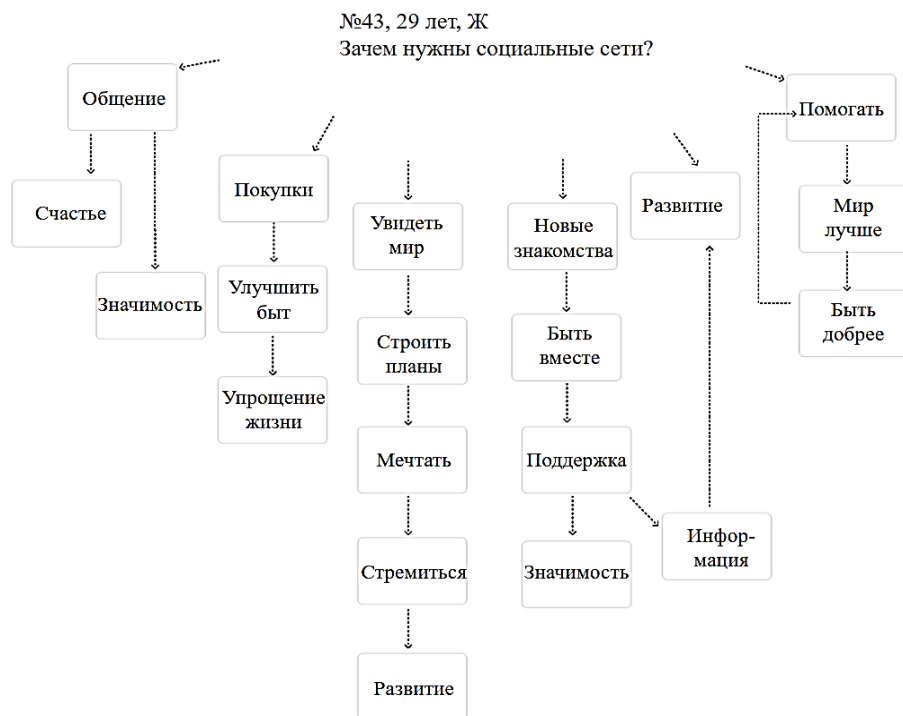 №43, 29 лет, Ж
Зачем нужны социальные сети?
Общение
Счастье
Значимость
Покупки
Улучшить
быт
Упрощение
жизни
Увидеть
мир
Строить
планы
Мечтать
Стремиться
Развитие
Новые
знакомства
Быть
вместе
Поддержка
Значимость
Инфор-
мация
Развитие
Помогать
Мир
лучше
Быть
добрее